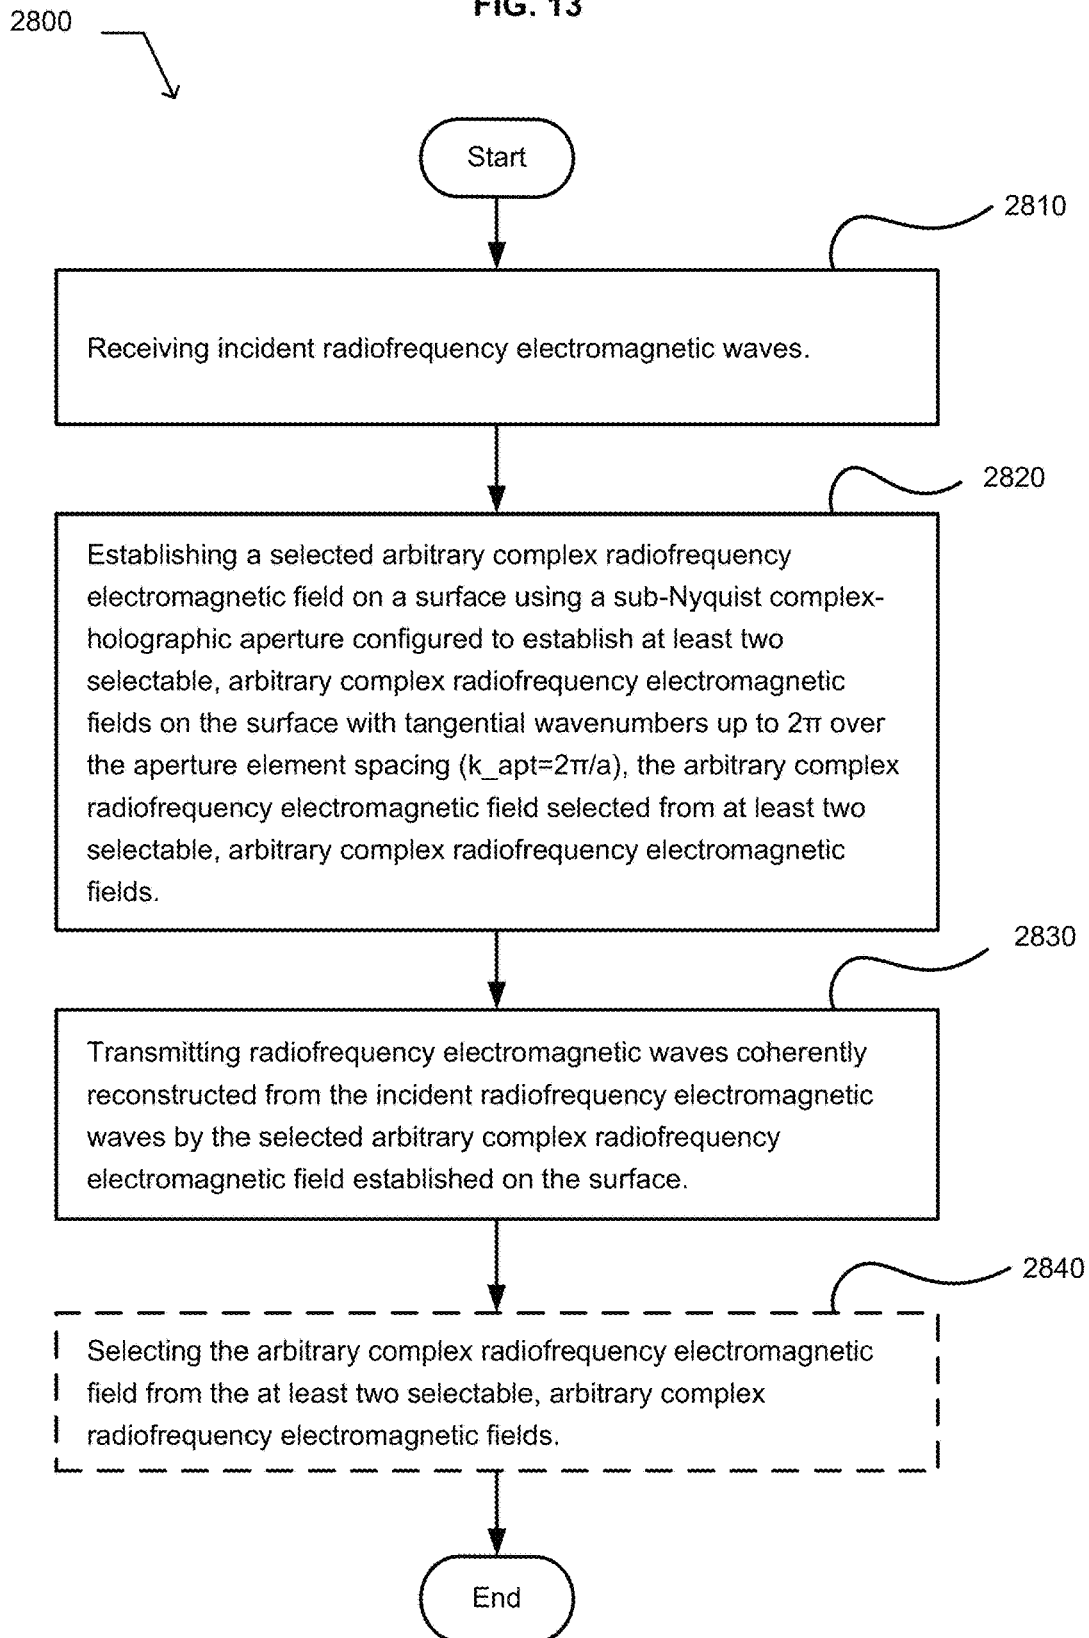 FIG. 13
2800
Start
2810
Receiving incident radiofrequency electromagnetic waves.
2820
Establishing a selected arbitrary complex radiofrequency
electromagnetic field on a surface using a sub-Nyquist complex-
holographic aperture configured to establish at least two
selectable, arbitrary complex radiofrequency electromagnetic
fields on the surface with tangential wavenumbers up to 2π over
the aperture element spacing (k_apt=2π/a), the arbitrary complex
radiofrequency electromagnetic field selected from at least two
selectable, arbitrary complex radiofrequency electromagnetic
fields.
2830
Transmitting radiofrequency electromagnetic waves coherently
reconstructed from the incident radiofrequency electromagnetic
waves by the selected arbitrary complex radiofrequency
electromagnetic field established on the surface.
2840
Selecting the arbitrary complex radiofrequency electromagnetic
field from the at least two selectable, arbitrary complex
radiofrequency electromagnetic fields.
End